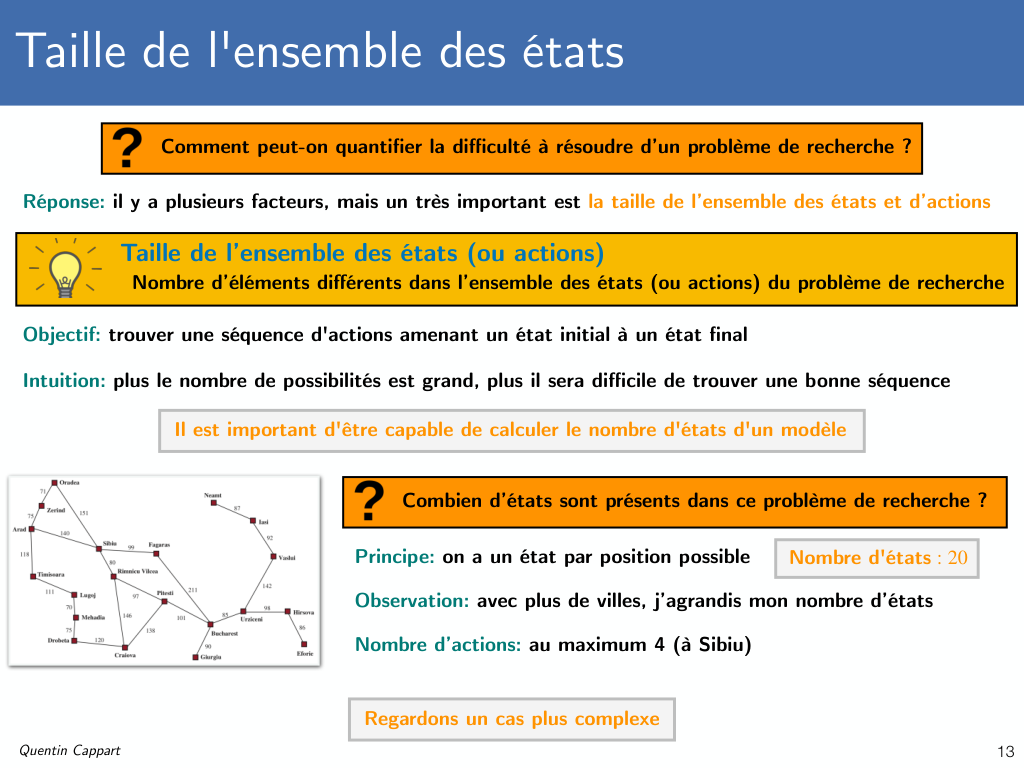 Taille de l'ensemble des états
? Comment peut-on quantifier la difficulté à résoudre d'un problème de recherche ?
Réponse: il y a plusieurs facteurs, mais un très important est la taille de l'ensemble des états et d'actions
Taille de l'ensemble des états (ou actions)
Nombre d'éléments différents dans l'ensemble des états (ou actions) du problème de recherche
Objectif: trouver une séquence d'actions amenant un état initial à un état final
Intuition: plus le nombre de possibilités est grand, plus il sera difficile de trouver une bonne séquence
Il est important d'être capable de calculer le nombre d'états d'un modèle
Oradea
71
Neamt
Zerind
151
87
75
Iasi
Arad
140
92
Sibiu
99
Fagaras
118
80
Vaslui
Timisoara
Rimnicu Vilcea
111
Lugoj
97
Pitesti
211
142
70
98
Hirsova
Mehadia
146
101
85
Urziceni
75
138
86
Bucharest
Drobeta
120
90
Craiova
Giurgiu
Eforie
? Combien d'états sont présents dans ce problème de recherche ?
Principe: on a un état par position possible
Nombre d'états : 20
Observation: avec plus de villes, j'agrandis mon nombre d'états
Nombre d'actions: au maximum 4 (à Sibiu)
Regardons un cas plus complexe
Quentin Cappart
13